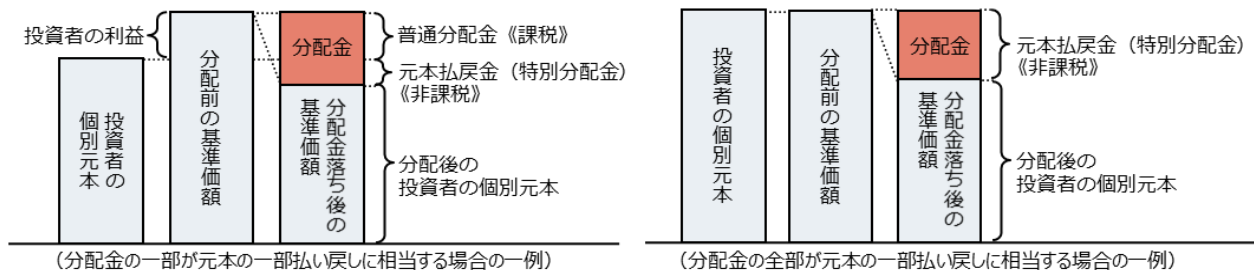 投資者の利益
投資者の
個別元本
分配前の基準価額
分配金
分配金落ち後の
基準価額
普通分配金《課税》
元本払戻金（特別分配金）
《非課税》
分配後の
投資者の個別元本
（分配金の一部が元本の一部払い戻しに相当する場合の一例）
投資者の個別元本
分配前の基準価額
分配金
分配金落ち後の
基準価額
元本払戻金（特別分配金）
《非課税》
分配後の
投資者の個別元本
（分配金の全部が元本の一部払い戻しに相当する場合の一例）